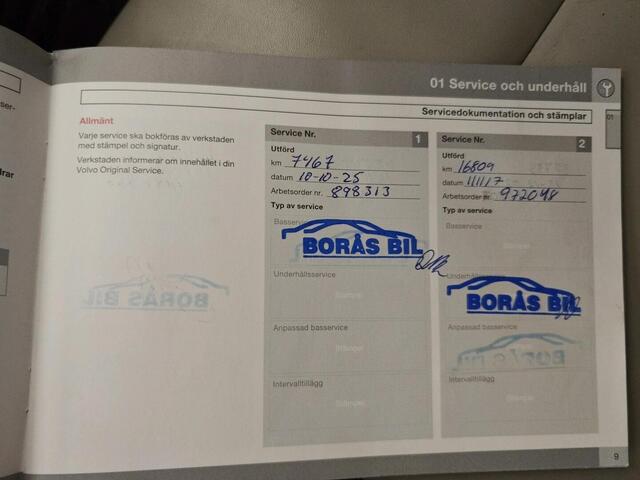 01 Service och underhåll
Servicedokumentation och stämplar
01
Allmänt
Varje service ska bokföras av verkstaden
med stämpel och signatur.
Verkstaden informerar om innehållet i din
Volvo Original Service.
ser-
rar
Service Nr. 1
Utförd
km 7467
datum 10-10-25
Arbetsorder nr. 898313
Typ av service
Basservice
BORÅS BIL
Underhållsservice
Stämpel
Anpassad basservice
Stämpel
Intervalltillägg
Stämpel
Service Nr. 2
Utförd
km 16809
datum 111117
Arbetsorder nr. 972048
Typ av service
Basservice
Stämpel
Underhållsservice
BORÅS BIL
Anpassad basservice
Intervalltillägg
Stämpel
9